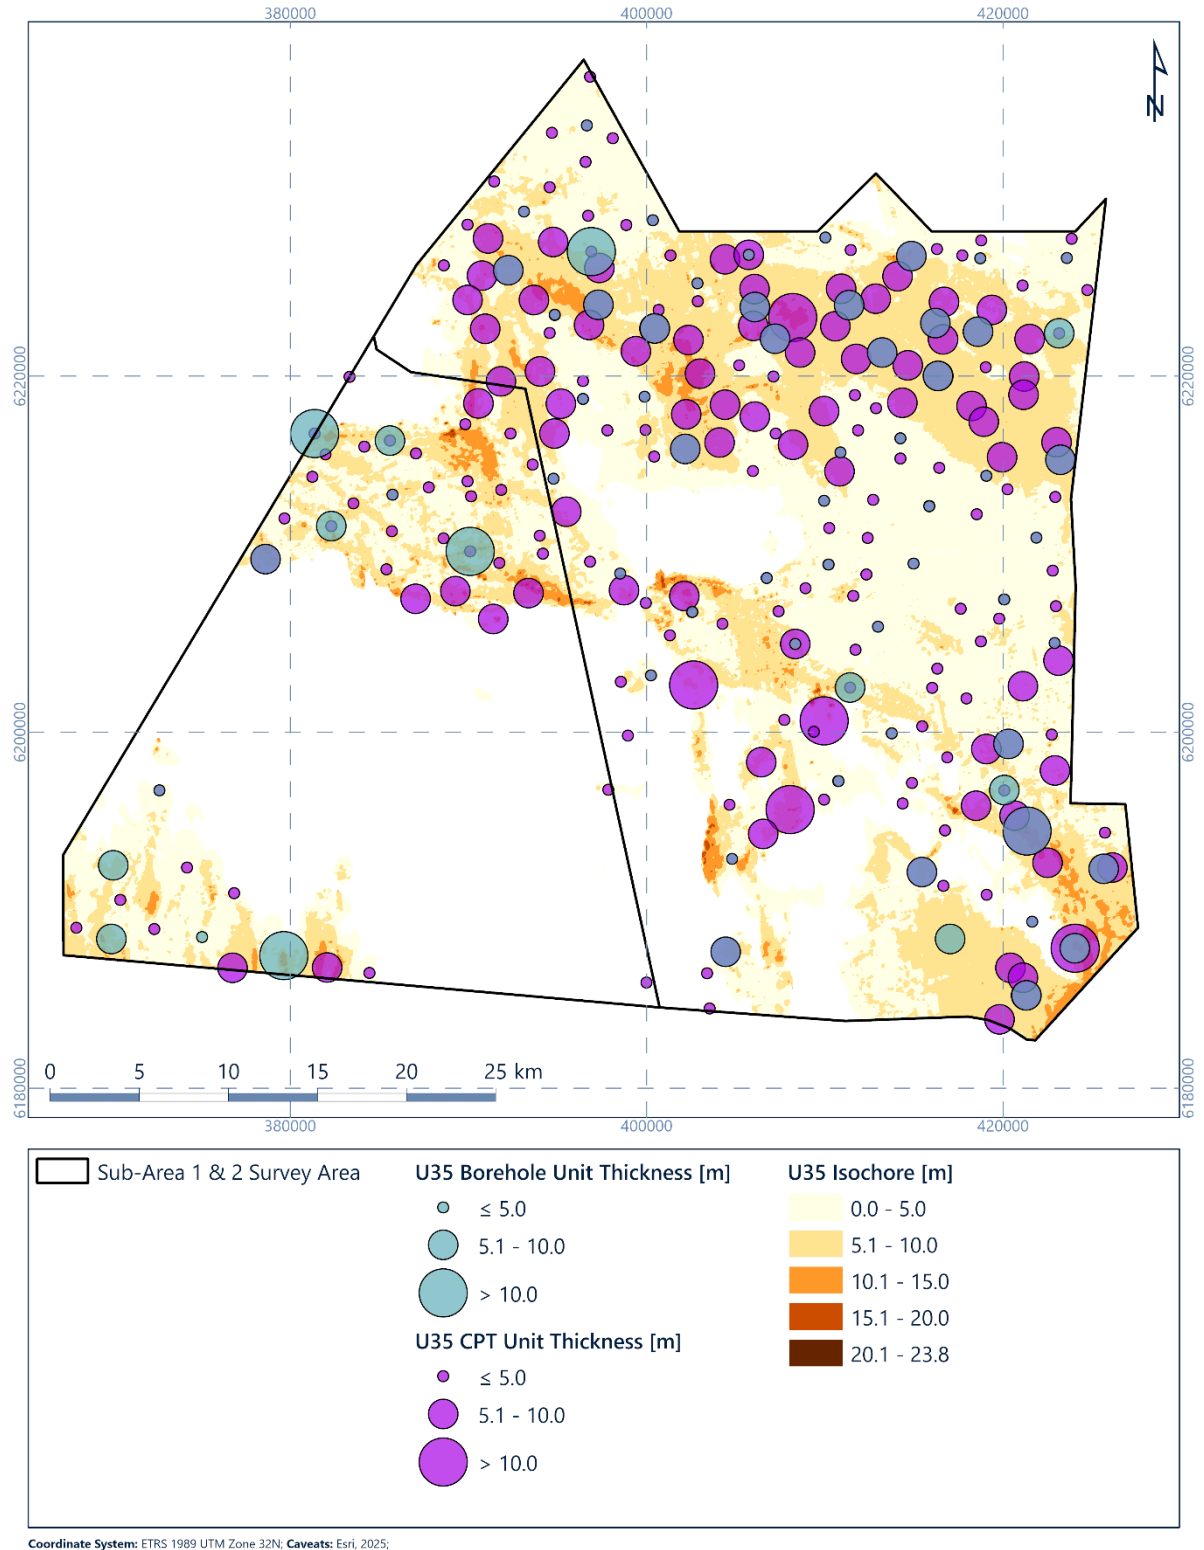 380000 400000 420000
N
6220000 6220000
6200000 6200000
0 5 10 15 20 25 km
6180000 6180000
380000 400000 420000
Sub-Area 1 & 2 Survey Area
U35 Borehole Unit Thickness [m]
≤ 5.0
5.1 - 10.0
> 10.0
U35 CPT Unit Thickness [m]
≤ 5.0
5.1 - 10.0
> 10.0
U35 Isochore [m]
0.0 - 5.0
5.1 - 10.0
10.1 - 15.0
15.1 - 20.0
20.1 - 23.8
Coordinate System: ETRS 1989 UTM Zone 32N; Caveats: Esri, 2025;